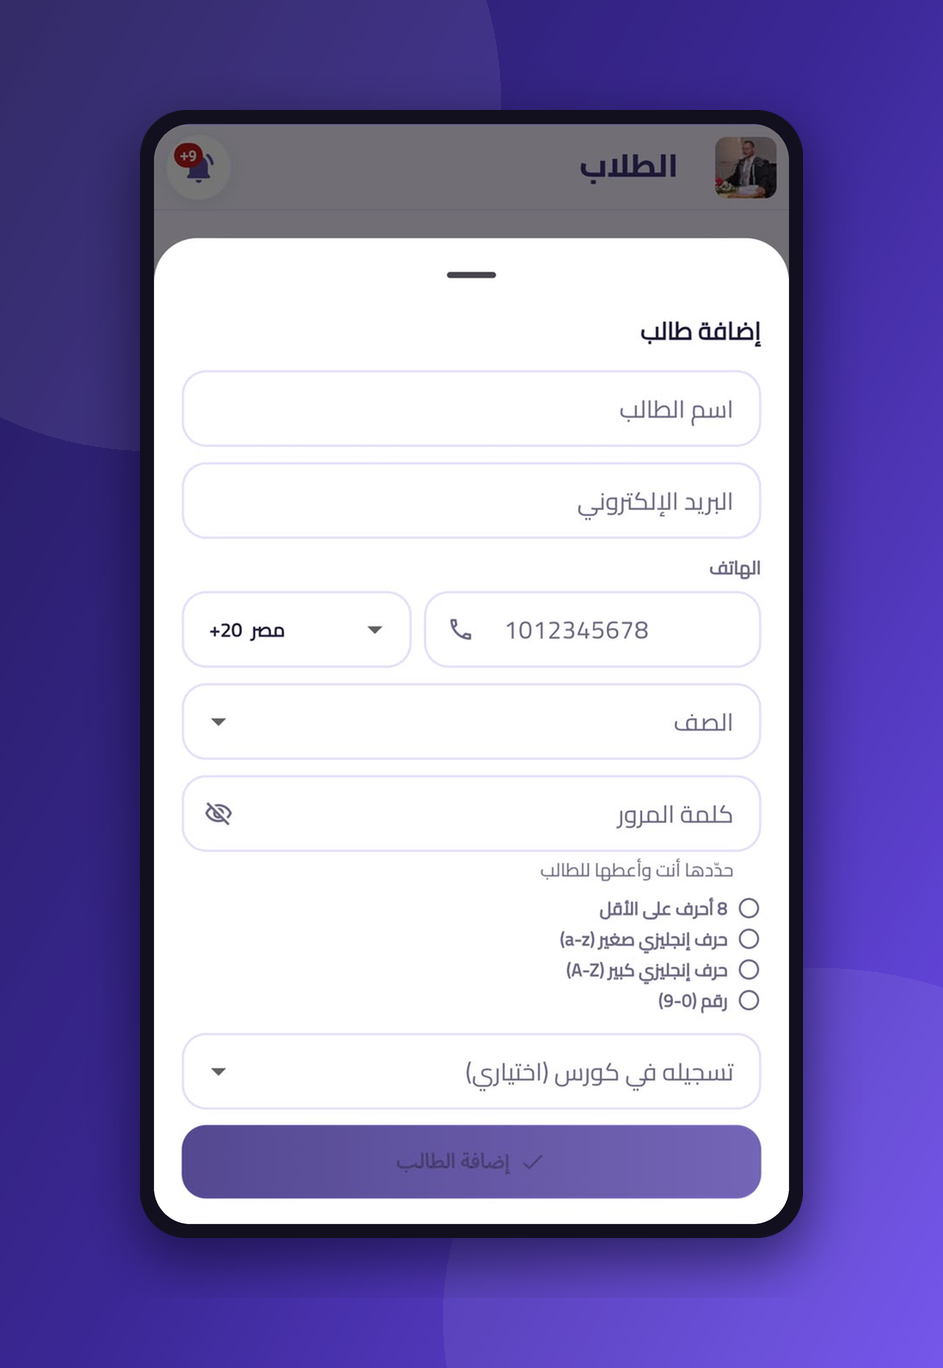 الطلاب
+9
إضافة طالب
اسم الطالب
البريد الإلكتروني
الهاتف
1012345678
مصر 20+
الصف
كلمة المرور
حدّدها أنت وأعطها للطالب
8 أحرف على الأقل
حرف إنجليزي صغير (a-z)
حرف إنجليزي كبير (A-Z)
رقم (0-9)
تسجيله في كورس (اختياري)
إضافة الطالب